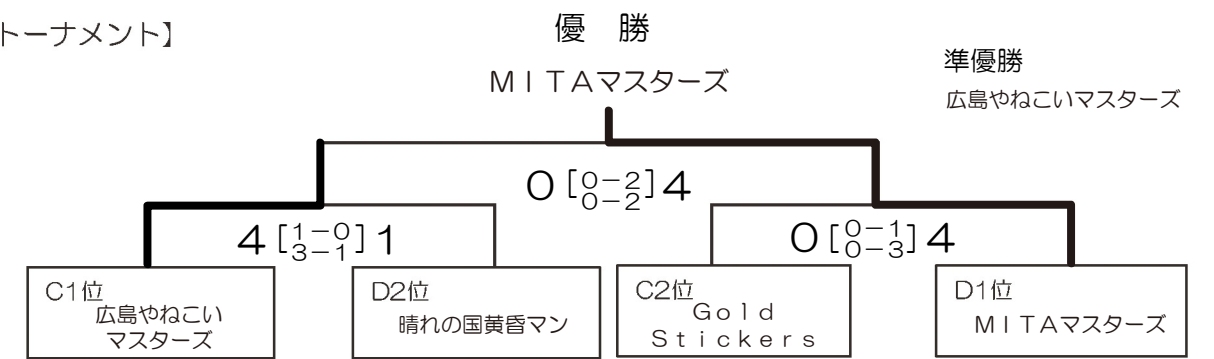 トーナメント】
優　勝
ＭＩＴＡマスターズ
準優勝
広島やねこいマスターズ
0 [0－2 0－2] 4
4 [1－0 3－1] 1
0 [0－1 0－3] 4
C1位
広島やねこい
マスターズ
D2位
晴れの国黄昏マン
C2位
Ｇｏｌｄ
Ｓｔｉｃｋｅｒｓ
D1位
ＭＩＴＡマスターズ